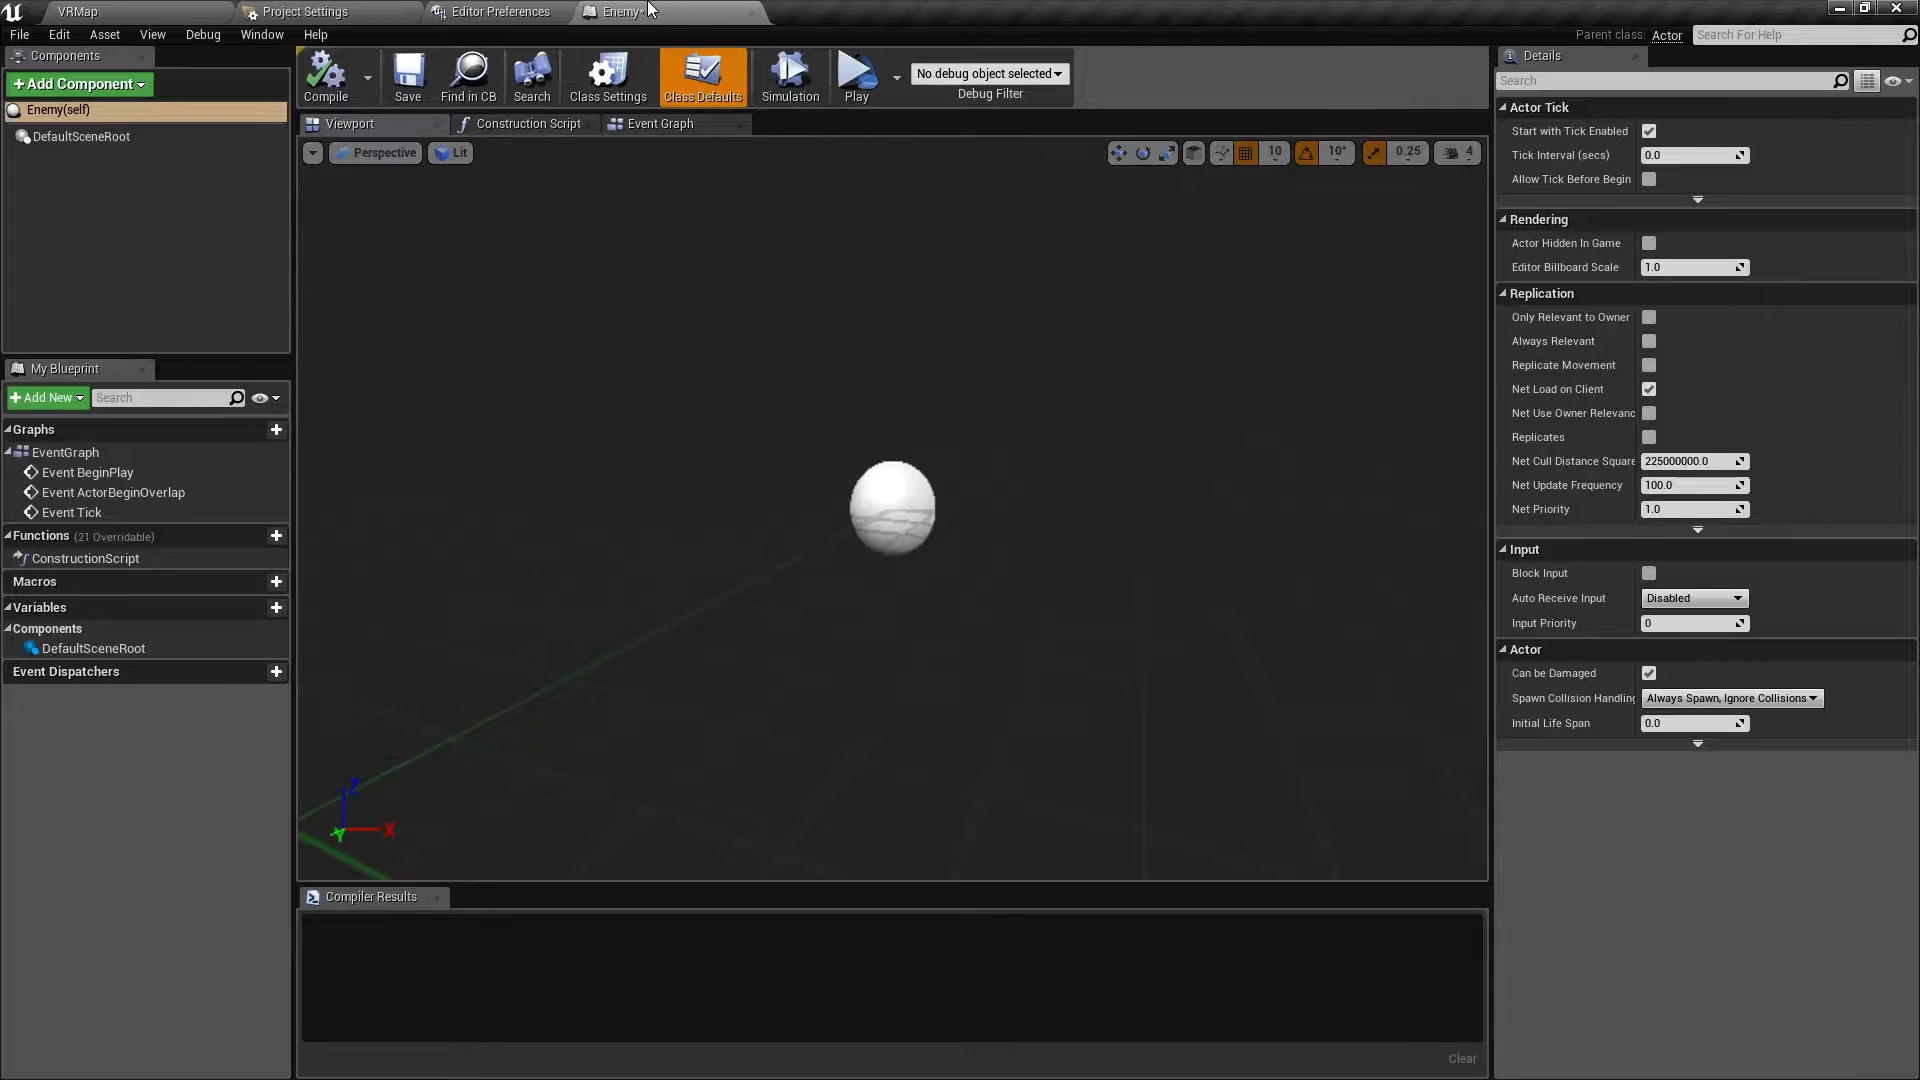 VRMap
Project Settings
Editor Preferences
Enemy*
File
Edit
Asset
View
Debug
Window
Help
Parent class: Actor
Search For Help
Components
+Add Component
Enemy(self)
DefaultSceneRoot
My Blueprint
+Add New
Search
Graphs
EventGraph
Event BeginPlay
Event ActorBeginOverlap
Event Tick
Functions (21 Overridable)
ConstructionScript
Macros
Variables
Components
DefaultSceneRoot
Event Dispatchers
Compile
Save
Find in CB
Search
Class Settings
Class Defaults
Simulation
Play
No debug object selected
Debug Filter
Viewport
Construction Script
Event Graph
Perspective
Lit
10
10°
0.25
4
Z
Y
X
Compiler Results
Clear
Details
Search
Actor Tick
Start with Tick Enabled
Tick Interval (secs)
0.0
Allow Tick Before Begin
Rendering
Actor Hidden In Game
Editor Billboard Scale
1.0
Replication
Only Relevant to Owner
Always Relevant
Replicate Movement
Net Load on Client
Net Use Owner Relevanc
Replicates
Net Cull Distance Square
225000000.0
Net Update Frequency
100.0
Net Priority
1.0
Input
Block Input
Auto Receive Input
Disabled
Input Priority
0
Actor
Can be Damaged
Spawn Collision Handling
Always Spawn, Ignore Collisions
Initial Life Span
0.0